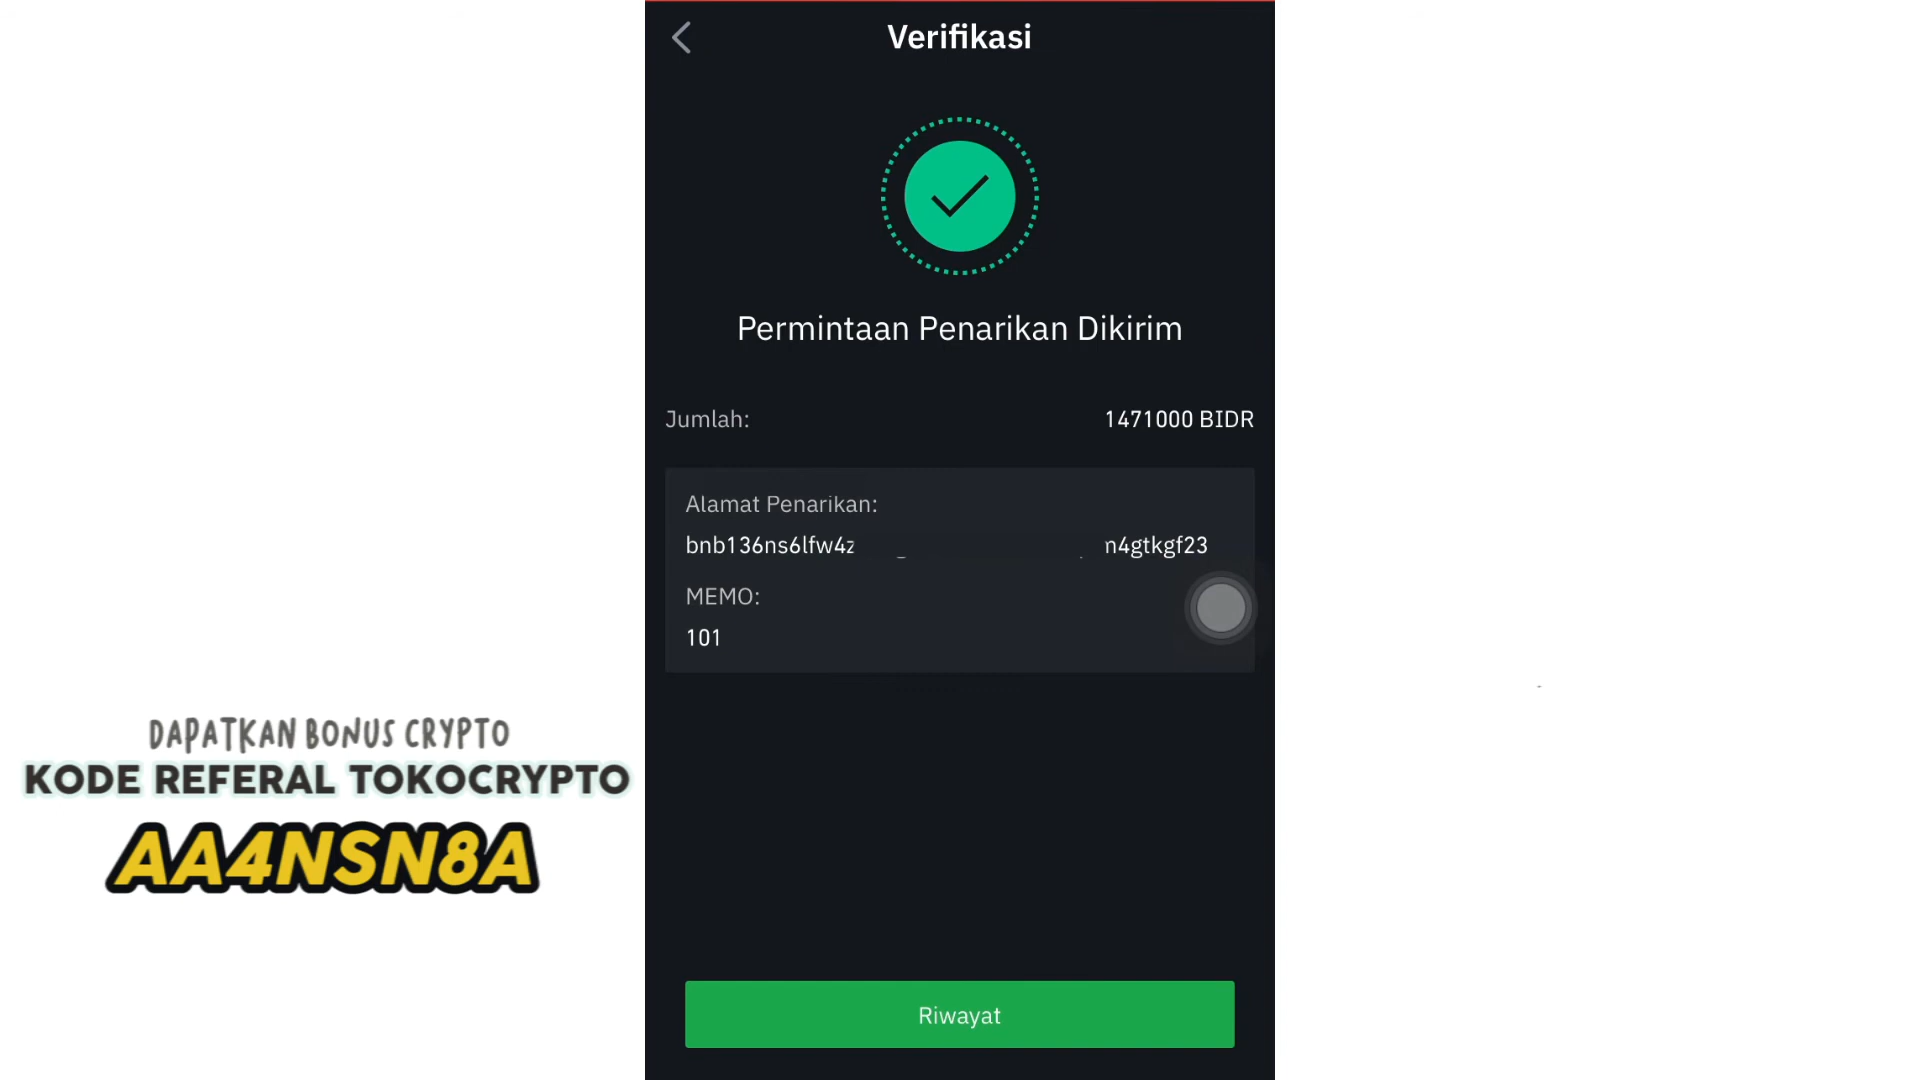 Verifikasi
Permintaan Penarikan Dikirim
Jumlah: 1471000 BIDR
Alamat Penarikan:
bnb136ns6lfw4z n4gtkgf23
MEMO:
101
DAPATKAN BONUS CRYPTO
KODE REFERAL TOKOCRYPTO
AA4NSN8A
Riwayat